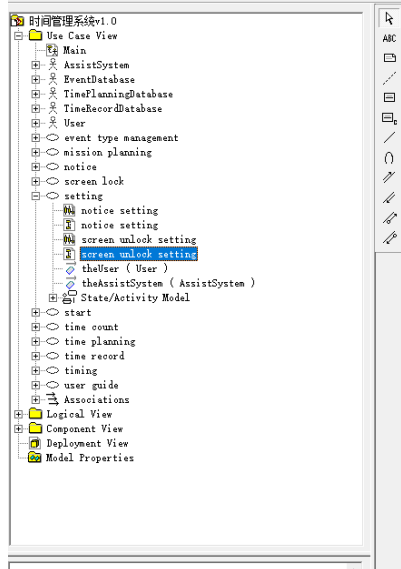 时间管理系统v1.0
Use Case View
Main
AssistSystem
EventDatabase
TimePlanningDatabase
TimeRecordDatabase
User
event type management
mission planning
notice
screen lock
setting
notice setting
notice setting
screen unlock setting
screen unlock setting
theUser ( User )
theAssistSystem ( AssistSystem )
State/Activity Model
start
time count
time planning
time record
timing
user guide
Associations
Logical View
Component View
Deployment View
Model Properties
ABC